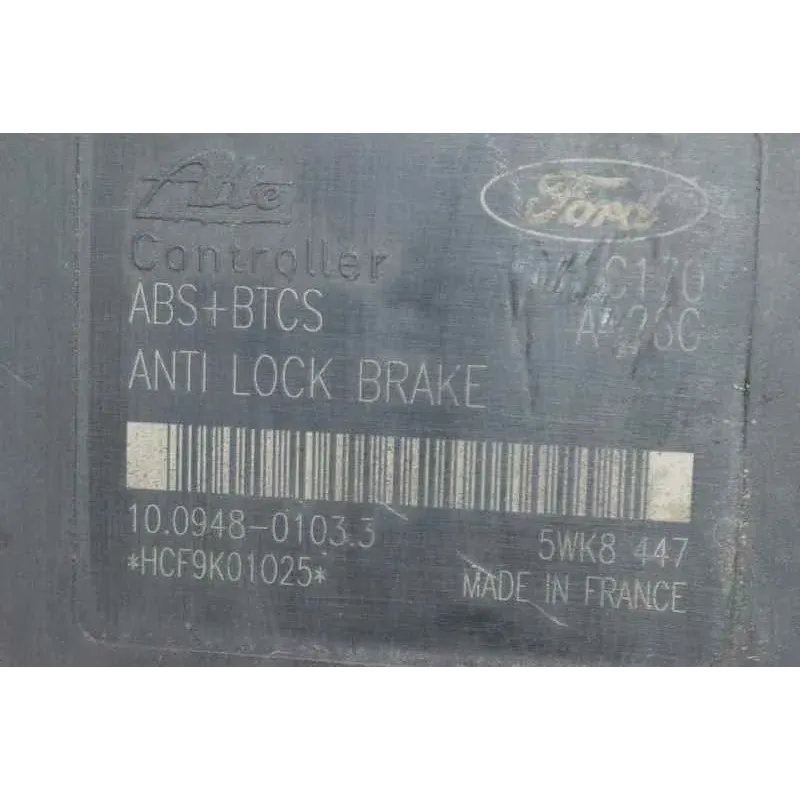 Ate
Ford
Controller
ABS+BTCS
ANTI LOCK BRAKE
10.0948-0103.3
5WK8 447
*HCF9K01025*
MADE IN FRANCE